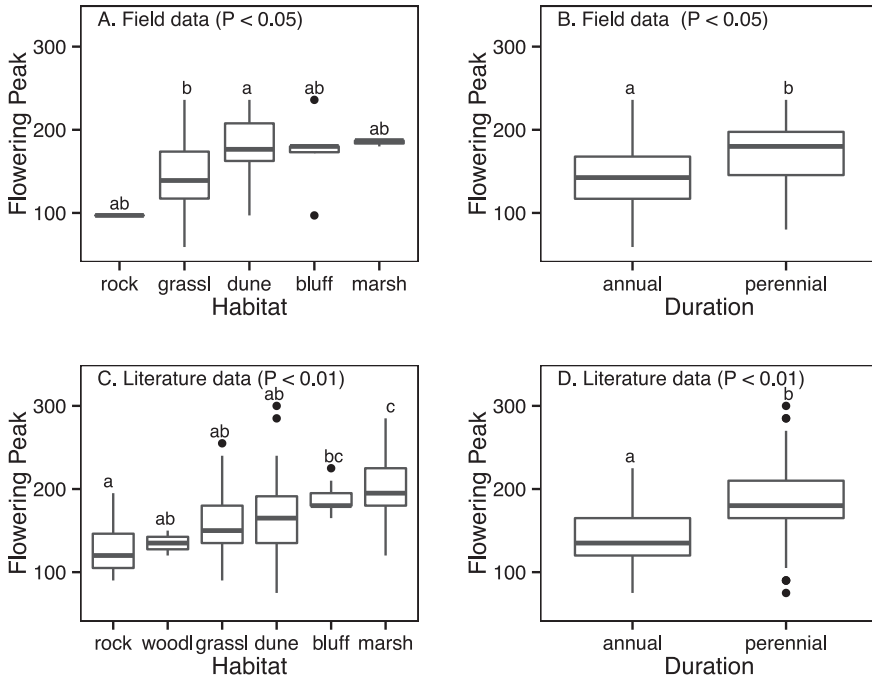 A. Field data (P < 0.05)
Flowering Peak
300
200
100
ab
b
a
ab
ab
rock grassl dune bluff marsh
Habitat
B. Field data (P < 0.05)
Flowering Peak
300
200
100
a
b
annual perennial
Duration
C. Literature data (P < 0.01)
Flowering Peak
300
200
100
a
ab
ab
ab
bc
c
rock woodl grassl dune bluff marsh
Habitat
D. Literature data (P < 0.01)
Flowering Peak
300
200
100
a
b
annual perennial
Duration